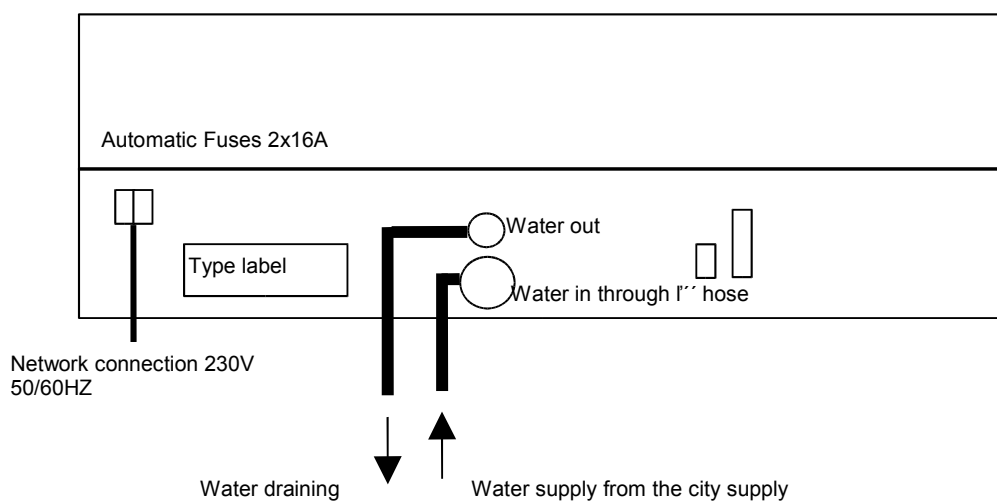 Automatic Fuses 2x16A
Water out
Type label
Water in through l´´ hose
Network connection 230V
50/60HZ
Water draining
Water supply from the city supply